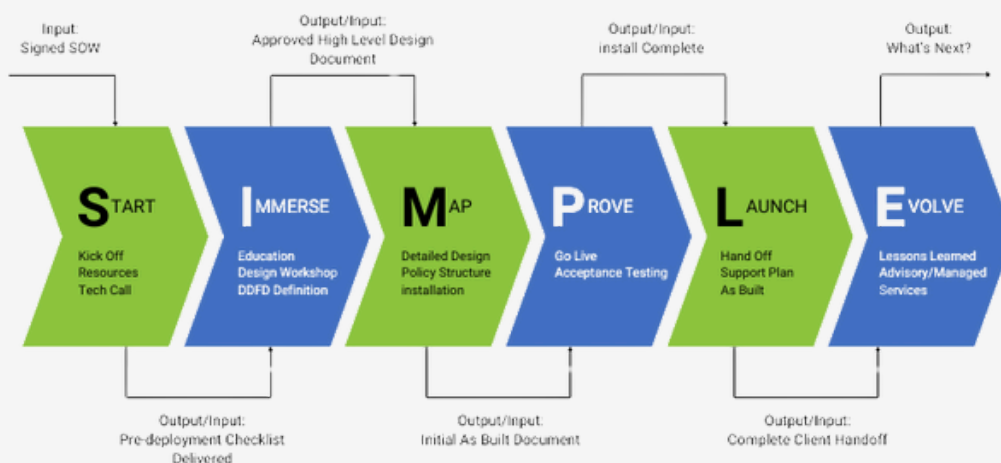 Input:
Signed SOW
Output/Input:
Approved High Level Design
Document
Output/Input:
install Complete
Output:
What's Next?
START
Kick Off
Resources
Tech Call
IMMERSE
Education
Design Workshop
DDFD Definition
MAP
Detailed Design
Policy Structure
installation
PROVE
Go Live
Acceptance Testing
LAUNCH
Hand Off
Support Plan
As Built
EVOLVE
Lessons Learned
Advisory/Managed
Services
Output/Input:
Pre-deployment Checklist
Delivered
Output/Input:
Initial As Built Document
Output/Input:
Complete Client Handoff